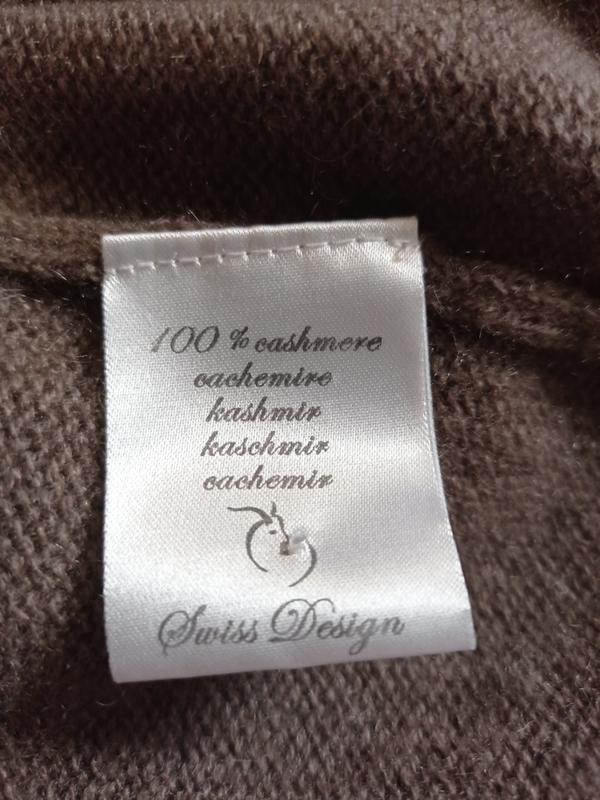 100 % cashmere
cachemire
kashmir
kaschmir
cachemir
Swiss Design